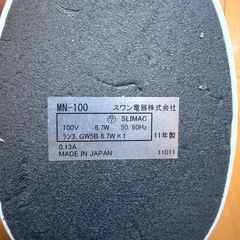 MN-100 スワン電器株式会社
SLIMAC
100V 6.7W 50/60Hz
ランプ GW5B 6.7W×1 11年製
0.13A
MADE IN JAPAN 11011